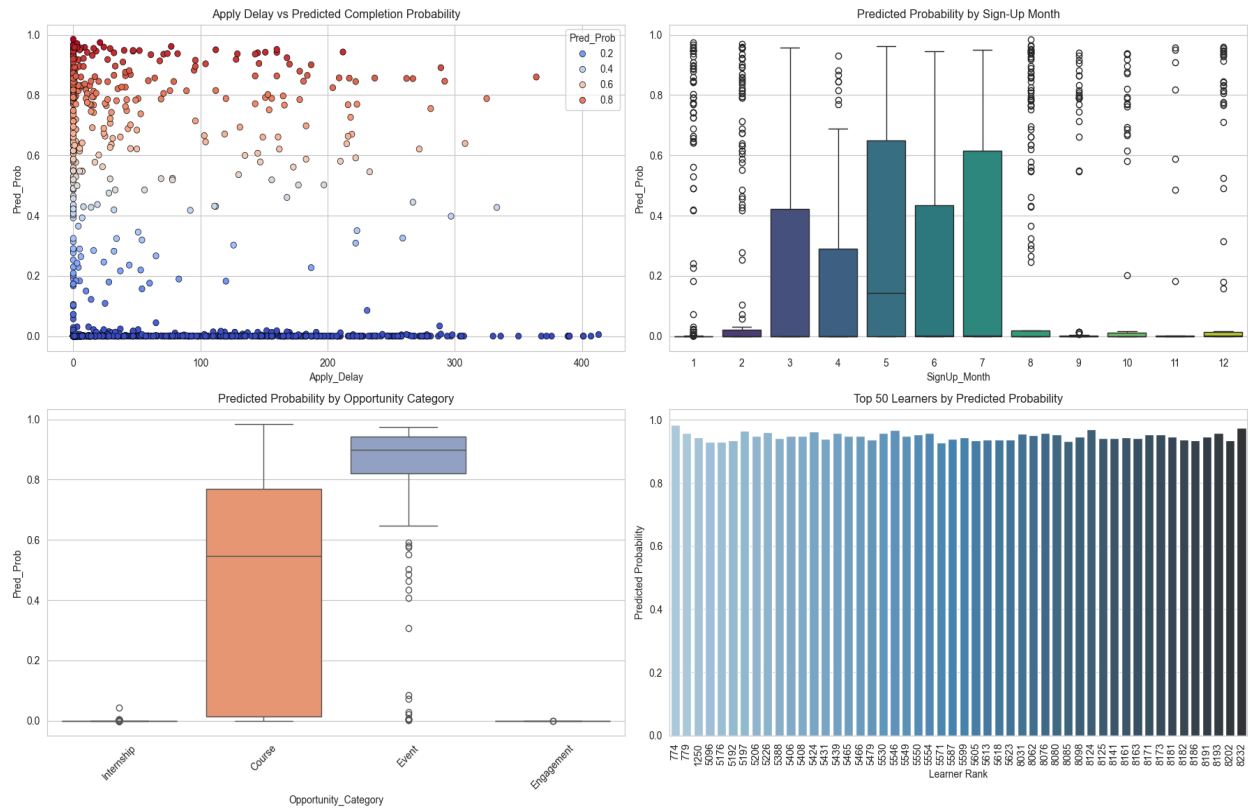 Apply Delay vs Predicted Completion Probability
Pred_Prob
1.0
0.8
0.6
0.4
0.2
0.0
Pred_Prob
0.2
0.4
0.6
0.8
0 100 200 300 400
Apply_Delay
Predicted Probability by Sign-Up Month
Pred_Prob
1.0
0.8
0.6
0.4
0.2
0.0
1 2 3 4 5 6 7 8 9 10 11 12
SignUp_Month
Predicted Probability by Opportunity Category
Pred_Prob
1.0
0.8
0.6
0.4
0.2
0.0
Internship Course Event Engagement
Opportunity_Category
Top 50 Learners by Predicted Probability
Predicted Probability
1.0
0.8
0.6
0.4
0.2
0.0
774 779 1250 5096 5176 5192 5197 5206 5226 5388 5406 5408 5424 5431 5439 5465 5466 5479 5530 5546 5549 5550 5554 5571 5587 5599 5605 5613 5618 5623 8031 8062 8076 8080 8085 8098 8124 8125 8141 8161 8163 8171 8173 8181 8182 8186 8191 8193 8202 8232
Learner Rank